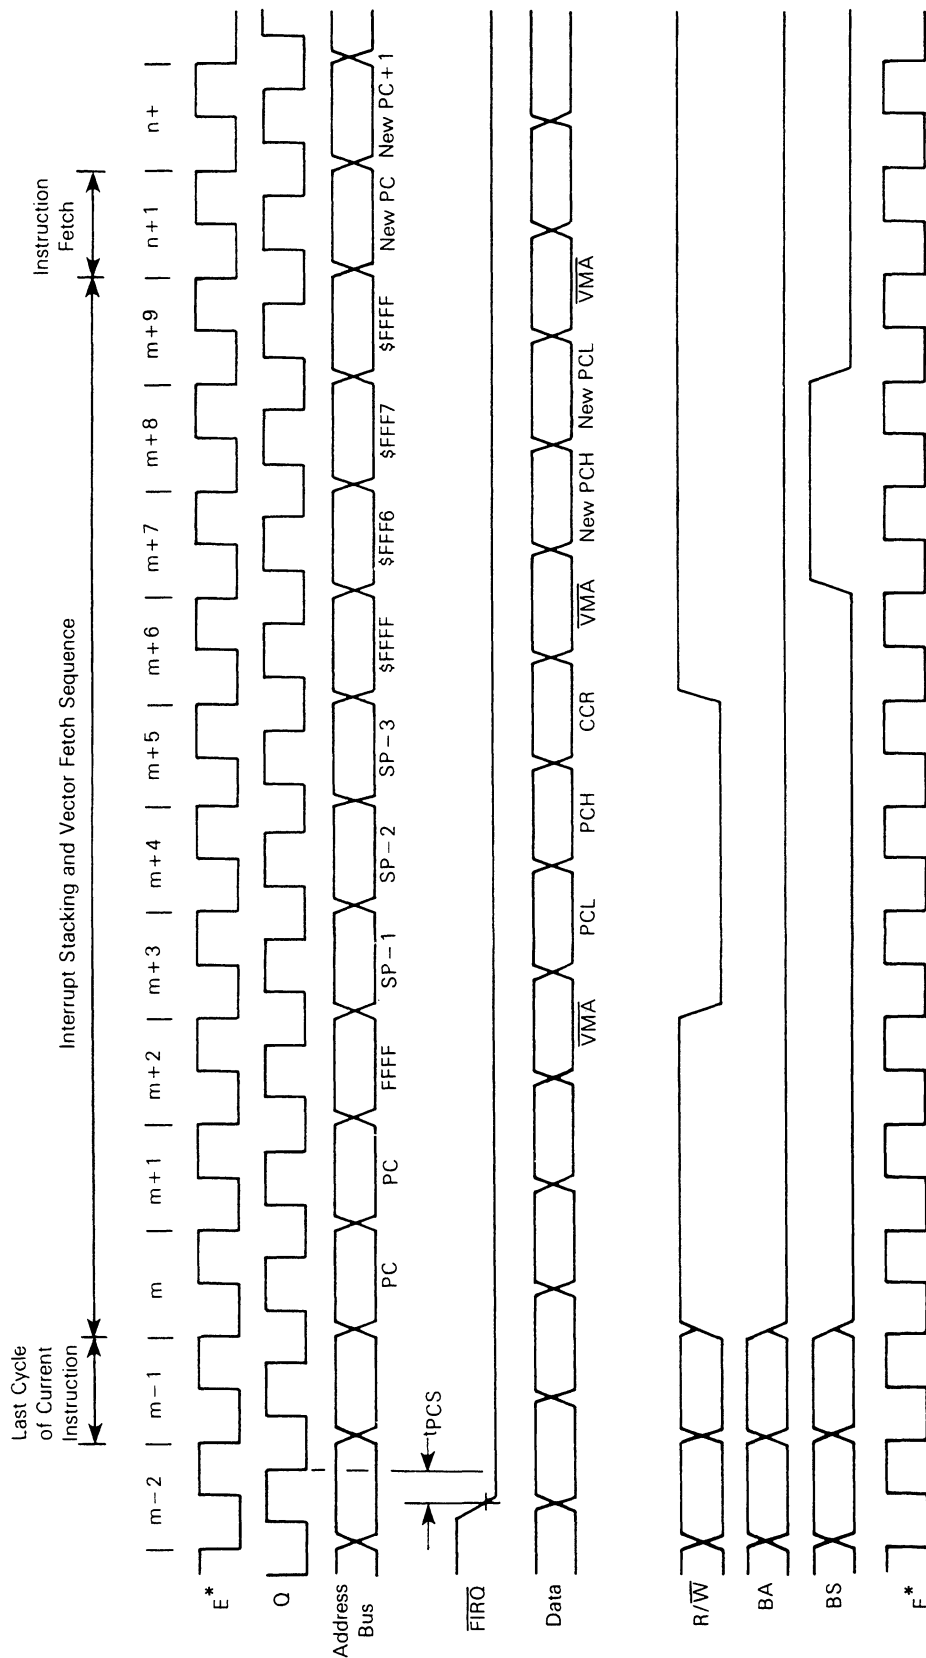 Last Cycle
of Current
Instruction
Interrupt Stacking and Vector Fetch Sequence
Instruction
Fetch
| m−2 | m−1 | m | m+1 | m+2 | m+3 | m+4 | m+5 | m+6 | m+7 | m+8 | m+9 | n+1 | n+ |
E*
Q
Address
Bus
PC PC FFFF SP−1 SP−2 SP−3 $FFFF $FFF6 $FFF7 $FFFF New PC New PC+1
tPCS
FIRQ
Data
VMA PCL PCH CCR VMA New PCH New PCL VMA
R/W
BA
BS